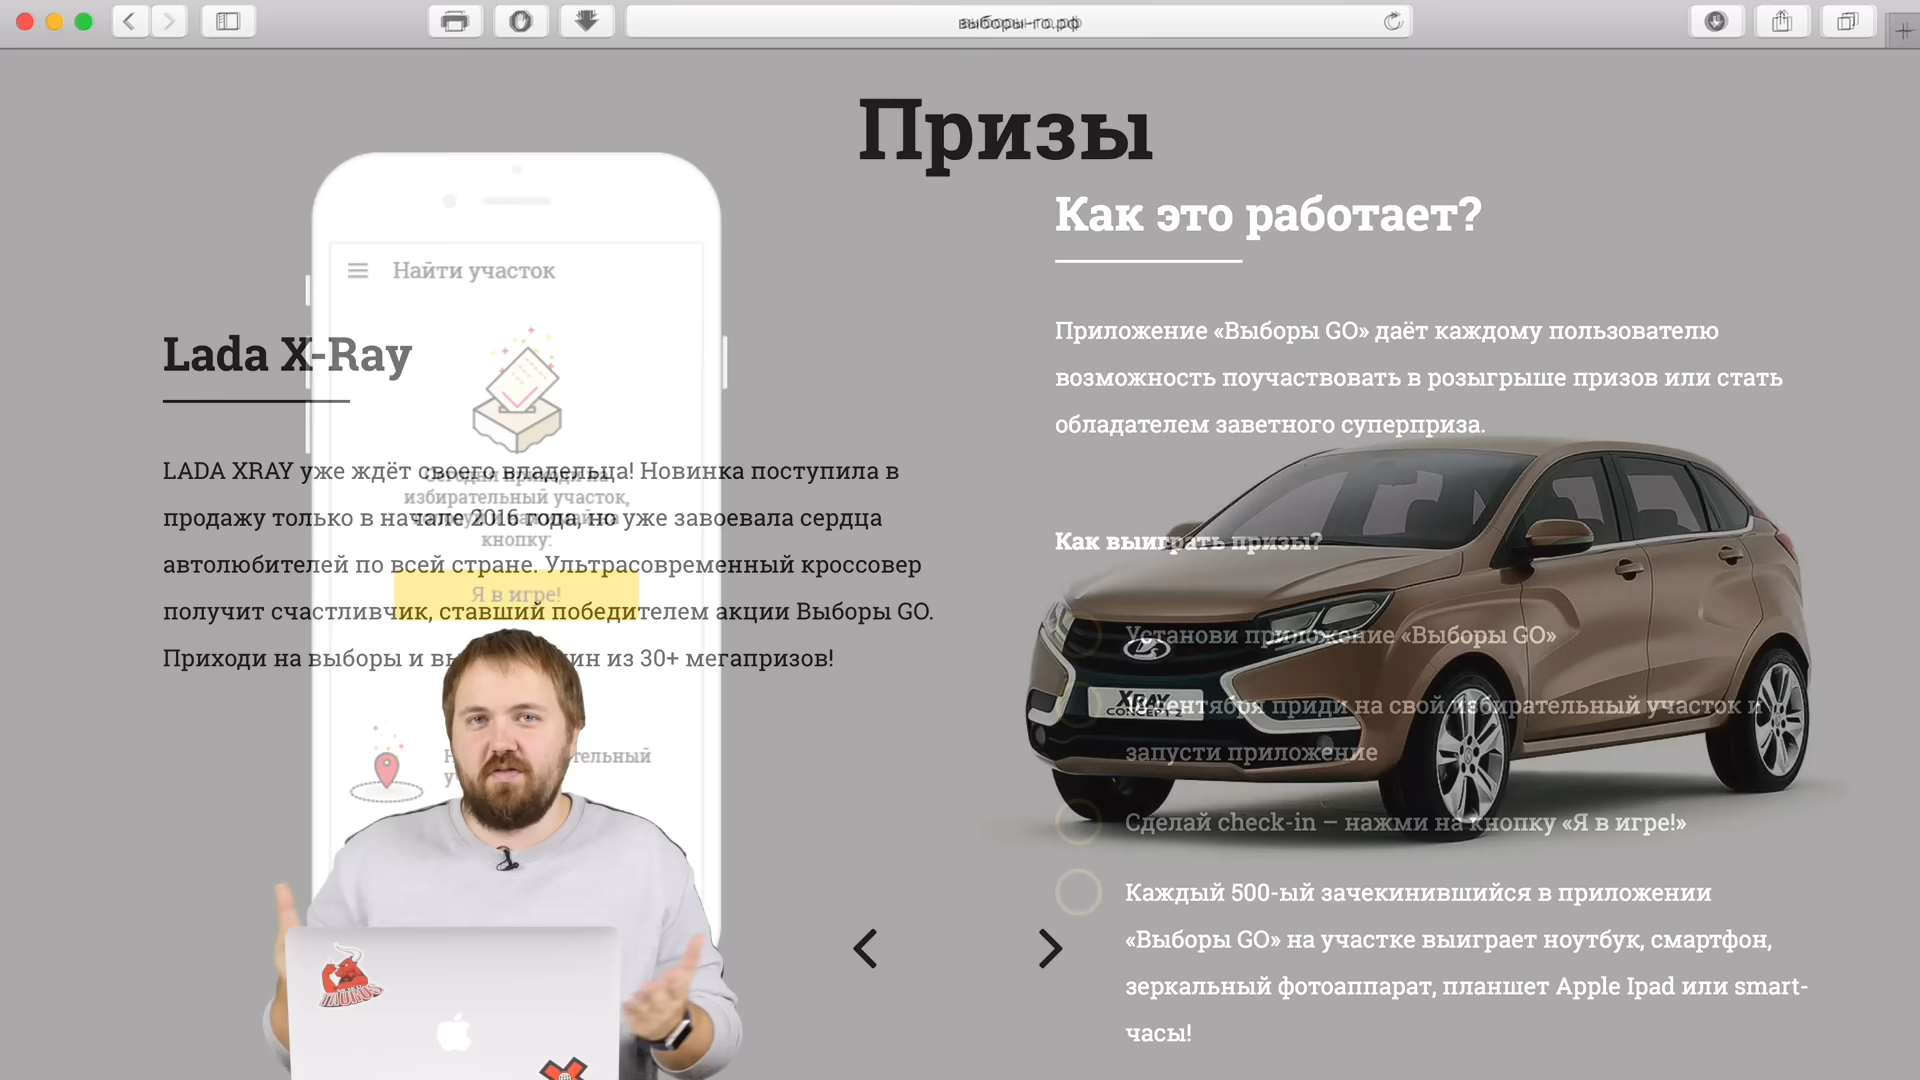 выборы-го.рф
Призы
Найти участок
избирательный участок,
кнопку:
Я в игре!
Lada X-Ray
LADA XRAY уже ждёт своего владельца! Новинка поступила в
продажу только в начале 2016 года, но уже завоевала сердца
автолюбителей по всей стране. Ультрасовременный кроссовер
получит счастливчик, ставший победителем акции Выборы GO.
Приходи на выборы и из 30+ мегапризов!
Как это работает?
Приложение «Выборы GO» даёт каждому пользователю
возможность поучаствовать в розыгрыше призов или стать
обладателем заветного суперприза.
Как выиграть призы?
Установи приложение «Выборы GO»
сентября приди на свой избирательный участок и
запусти приложение
Сделай check-in – нажми на кнопку «Я в игре!»
Каждый 500-ый зачекинившийся в приложении
«Выборы GO» на участке выиграет ноутбук, смартфон,
зеркальный фотоаппарат, планшет Apple Ipad или smart-
часы!
XRAY
CONCEPT 2
TAURUS